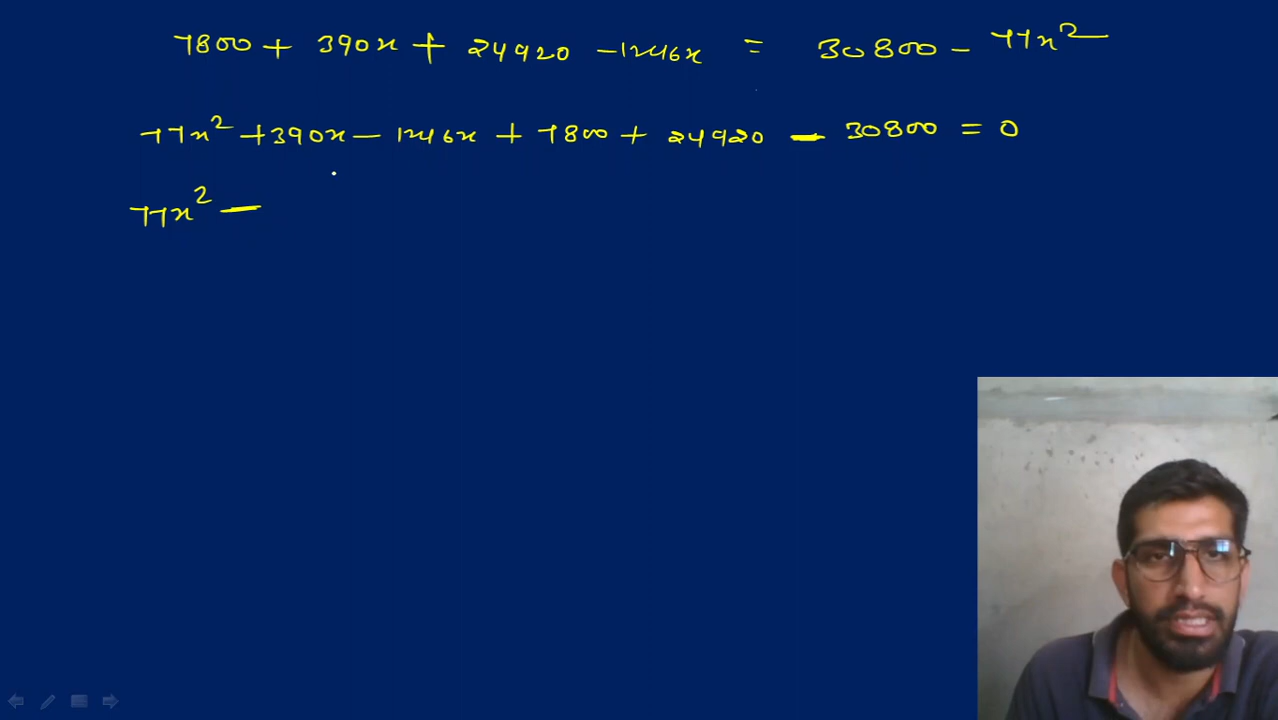 7800 + 390x + 24920 - 1246x = 30800 - 77x²
77x² + 390x - 1246x + 7800 + 24920 - 30800 = 0
77x² -